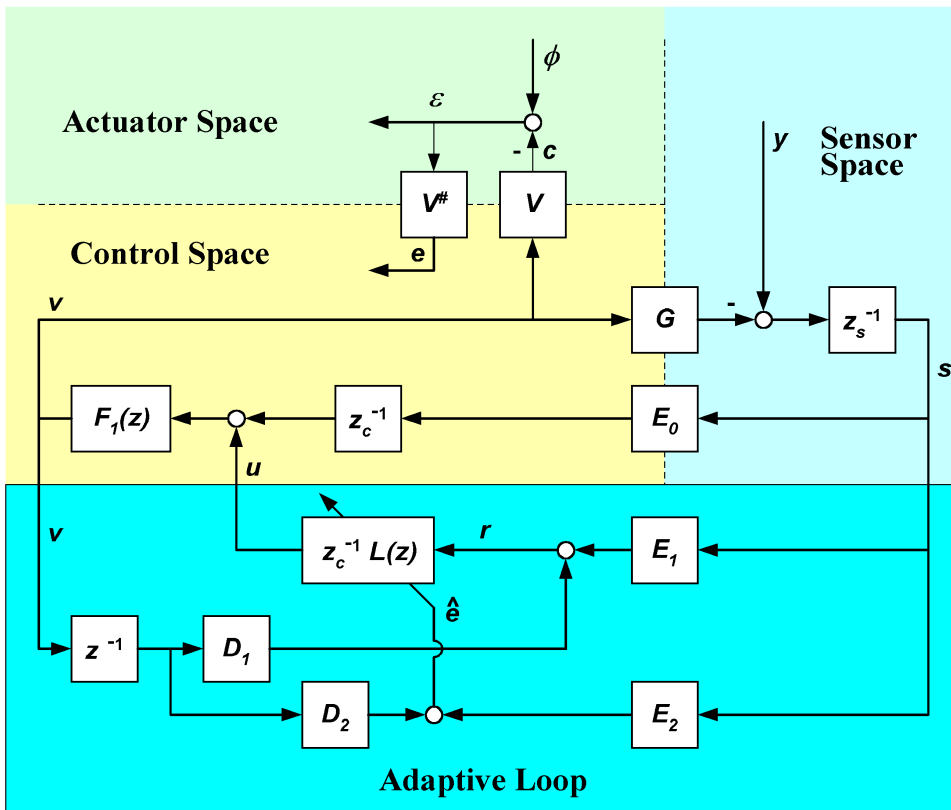 ϕ
Actuator Space
ε
- c
y
Sensor
Space
V#
V
Control Space
e
v
G
-
zs-1
s
F1(z)
zc-1
E0
u
v
zc-1 L(z)
r
E1
ê
z -1
D1
D2
E2
Adaptive Loop